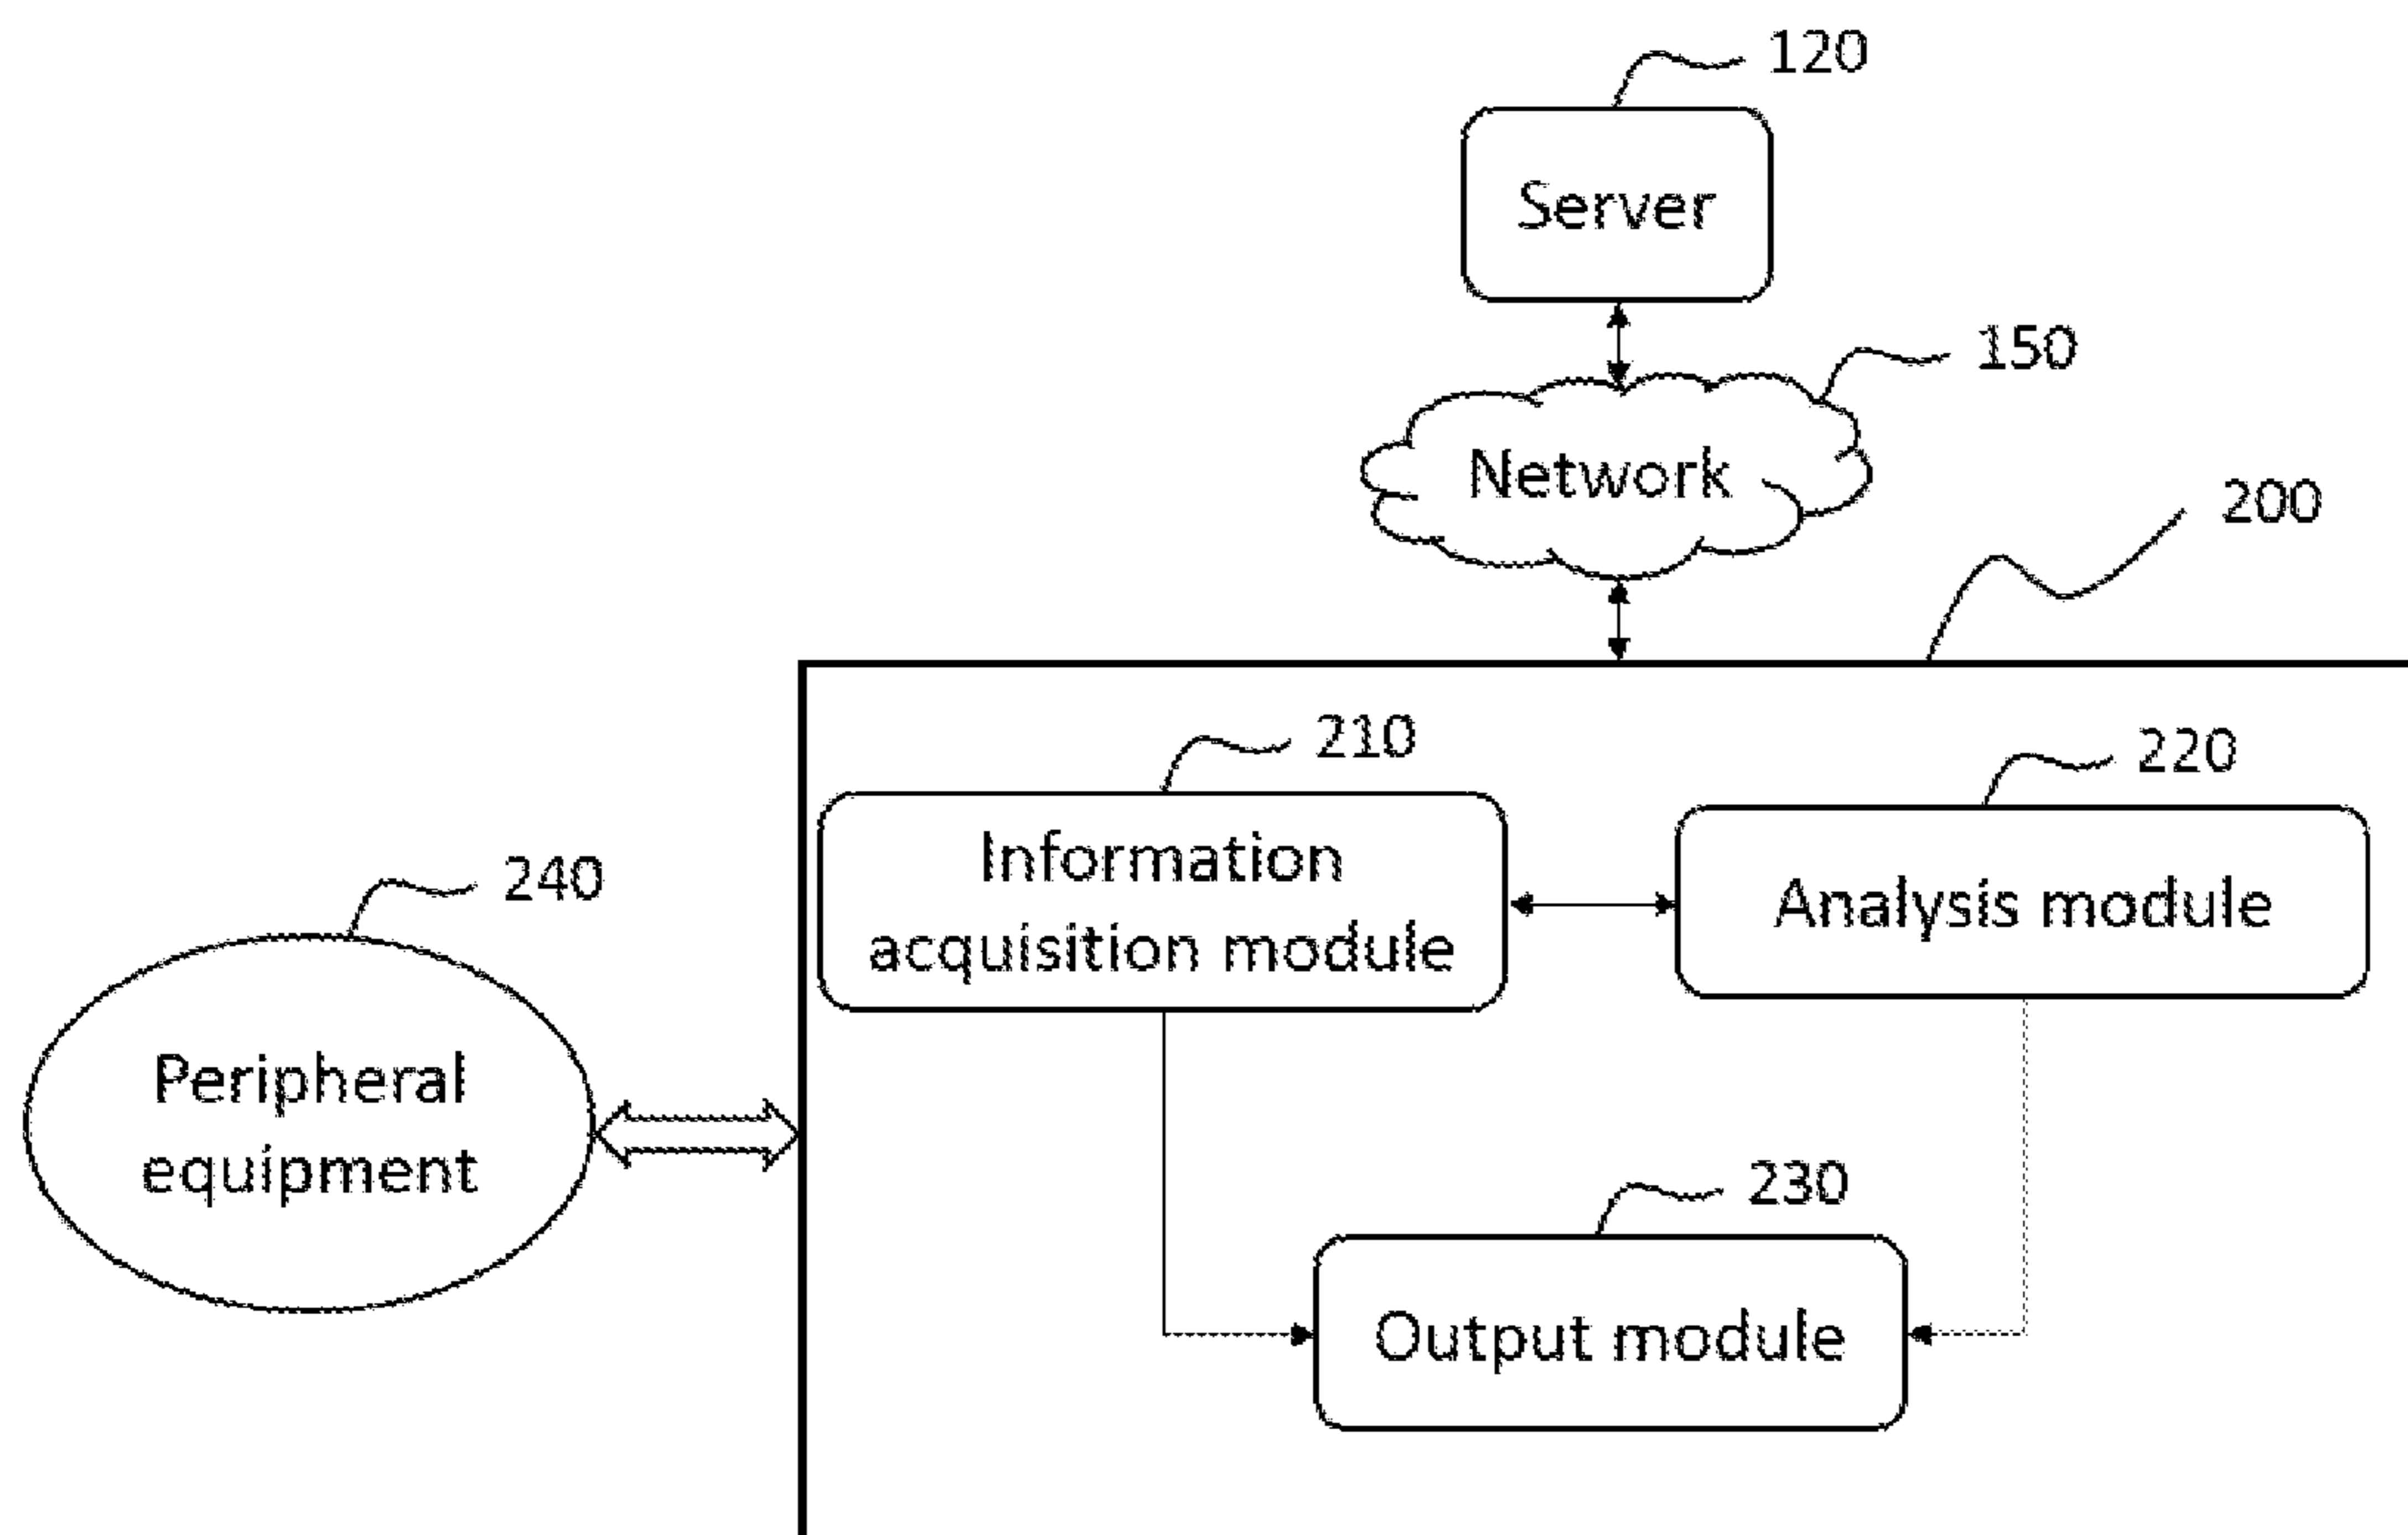 120
Server
150
Network
200
210
220
Information
acquisition module
Analysis module
240
Peripheral
equipment
230
Output module